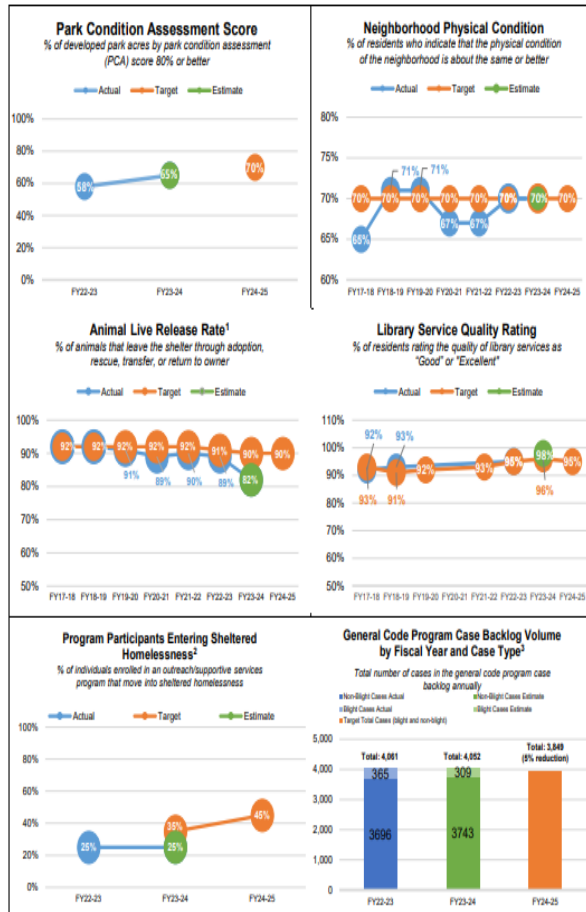 Park Condition Assessment Score
% of developed park acres by park condition assessment
(PCA) score 80% or better
Actual Target Estimate
100%
80%
60%
40%
20%
0%
58%
65%
70%
FY22-23 FY23-24 FY24-25
Neighborhood Physical Condition
% of residents who indicate that the physical condition
of the neighborhood is about the same or better
Actual Target Estimate
80%
75%
70%
65%
60%
71% 71%
70% 70% 70% 70% 70% 70% 70% 70%
65%
67% 67%
FY17-18 FY18-19 FY19-20 FY20-21 FY21-22 FY22-23 FY23-24 FY24-25
Animal Live Release Rate¹
% of animals that leave the shelter through adoption,
rescue, transfer, or return to owner
Actual Target Estimate
100%
90%
80%
70%
60%
50%
92% 92% 92% 92% 92% 91% 90% 90%
91% 89% 90% 89%
82%
FY17-18 FY18-19 FY19-20 FY20-21 FY21-22 FY22-23 FY23-24 FY24-25
Library Service Quality Rating
% of residents rating the quality of library services as
"Good" or "Excellent"
Actual Target Estimate
110%
100%
90%
80%
70%
60%
50%
92% 93%
93% 91% 92% 93% 95% 98% 95%
96%
FY17-18 FY18-19 FY19-20 FY20-21 FY21-22 FY22-23 FY23-24 FY24-25
Program Participants Entering Sheltered
Homelessness²
% of individuals enrolled in an outreach/supportive services
program that move into sheltered homelessness
Actual Target Estimate
100%
80%
60%
40%
20%
0%
25%
35%
25%
45%
FY22-23 FY23-24 FY24-25
General Code Program Case Backlog Volume
by Fiscal Year and Case Type³
Total number of cases in the general code program case
backlog annually
Non-Blight Cases Actual Non-Blight Cases Estimate
Blight Cases Actual Blight Cases Estimate
Target Total Cases (blight and non-blight)
5,000
4,000
3,000
2,000
1,000
0
Total: 4,061 Total: 4,052 Total: 3,849
(5% reduction)
365 309
3696 3743
FY22-23 FY23-24 FY24-25